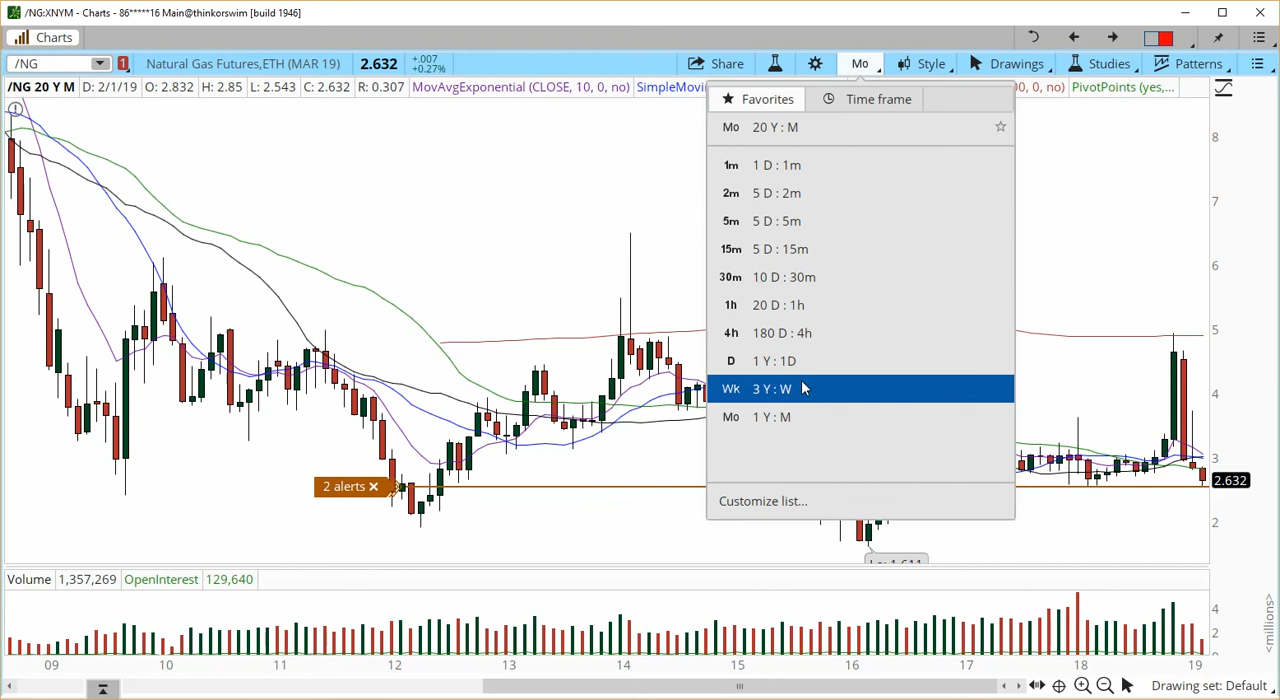 /NG:XNYM - Charts - 86*****16 Main@thinkorswim [build 1946]
Charts
/NG 1 Natural Gas Futures,ETH (MAR 19) 2.632 +.007 +0.27% Share Mo Style Drawings Studies Patterns
/NG 20 Y M D: 2/1/19 O: 2.832 H: 2.85 L: 2.543 C: 2.632 R: 0.307 MovAvgExponential (CLOSE, 10, 0, no) SimpleMovi 00, 0, no) PivotPoints (yes,...
Favorites Time frame
Mo 20 Y : M
1m 1 D : 1m
2m 5 D : 2m
5m 5 D : 5m
15m 5 D : 15m
30m 10 D : 30m
1h 20 D : 1h
4h 180 D : 4h
D 1 Y : 1D
Wk 3 Y : W
Mo 1 Y : M
Customize list...
8
7
6
5
4
3
2.632
2
2 alerts
Volume 1,357,269 OpenInterest 129,640
4
2
0
<millions>
09 10 11 12 13 14 15 16 17 18 19
Drawing set: Default